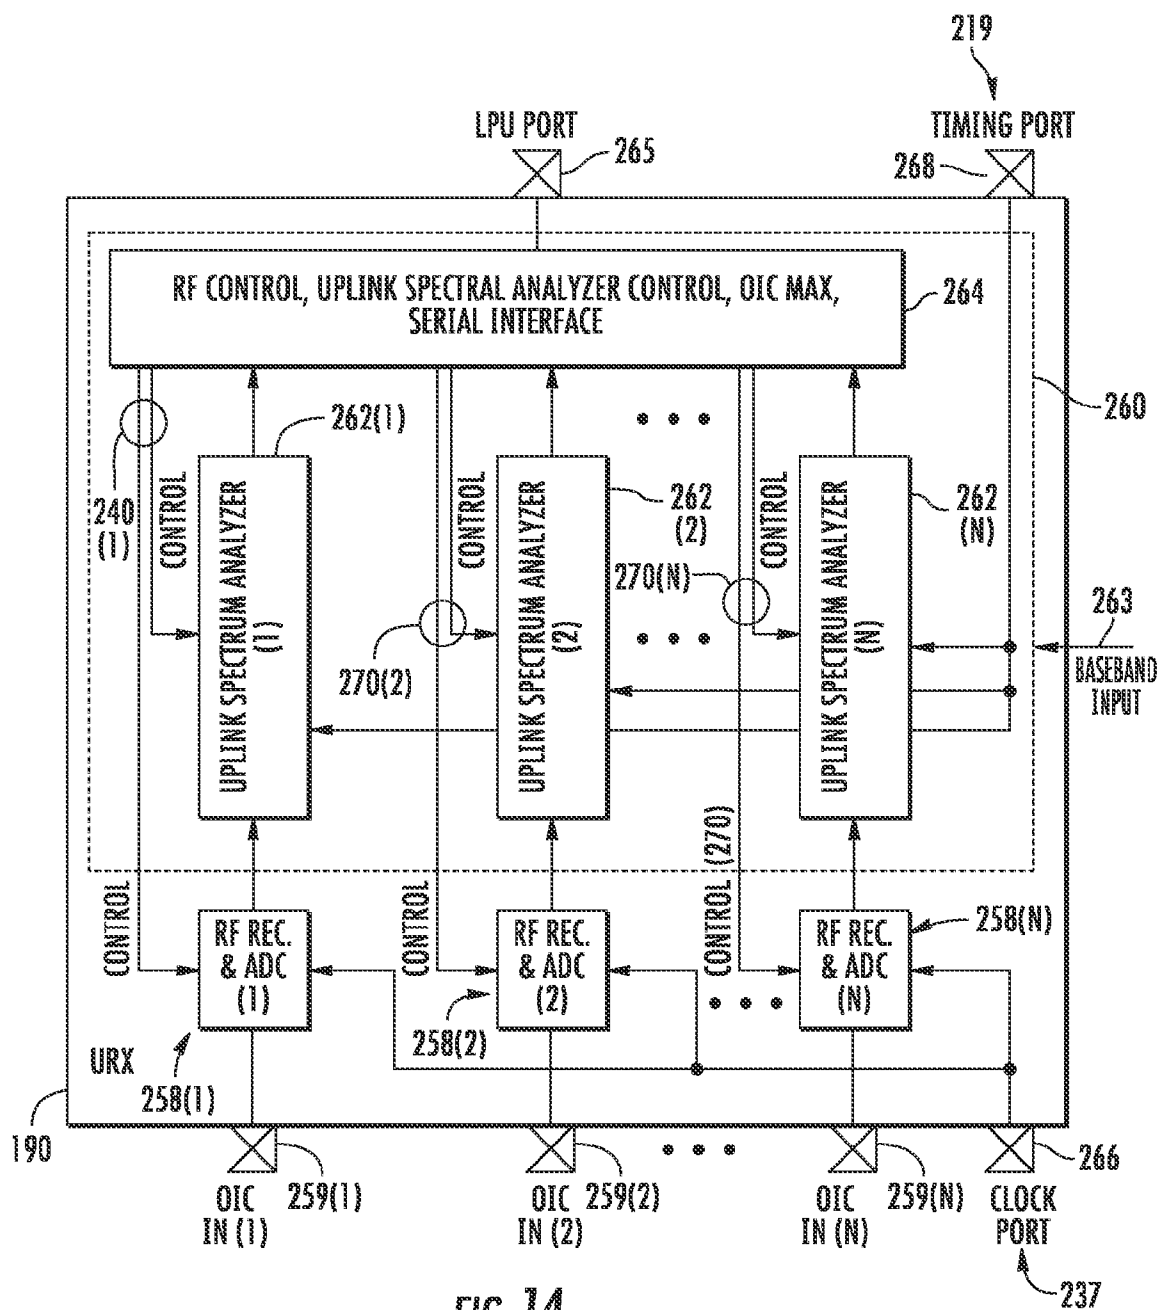 219
LPU PORT
TIMING PORT
265
268
RF CONTROL, UPLINK SPECTRAL ANALYZER CONTROL, OIC MAX,
SERIAL INTERFACE
264
260
262(1)
240
(1)
CONTROL
UPLINK SPECTRUM ANALYZER
(1)
CONTROL
270(2)
UPLINK SPECTRUM ANALYZER
(2)
262
(2)
270(N)
CONTROL
UPLINK SPECTRUM ANALYZER
(N)
262
(N)
263
BASEBAND
INPUT
CONTROL
RF REC.
& ADC
(1)
CONTROL
RF REC.
& ADC
(2)
CONTROL (270)
RF REC.
& ADC
(N)
258(N)
258(2)
URX
258(1)
190
259(1)
259(2)
259(N)
266
OIC
IN (1)
OIC
IN (2)
OIC
IN (N)
CLOCK
PORT
237
FIG. 14